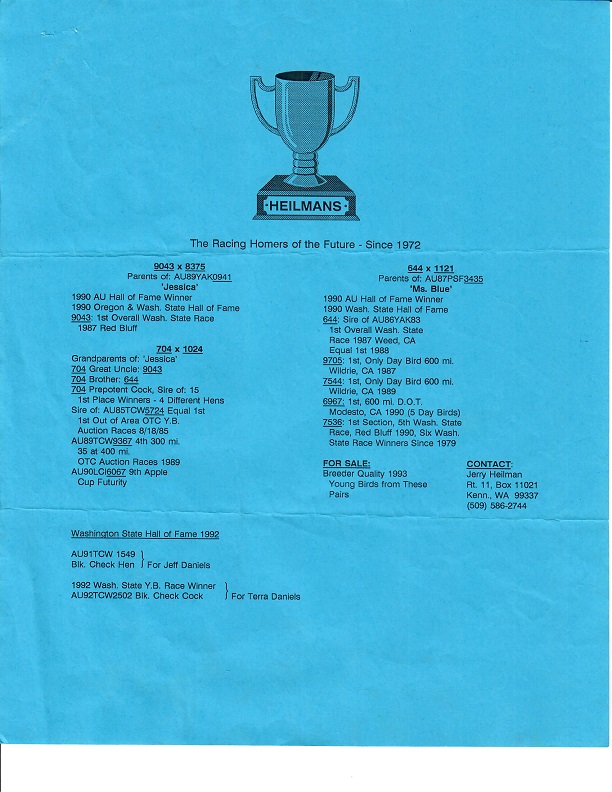 HEILMANS
The Racing Homers of the Future - Since 1972
9043 x 8375
Parents of: AU89YAK0941
'Jessica'
1990 AU Hall of Fame Winner
1990 Oregon & Wash. State Hall of Fame
9043: 1st Overall Wash. State Race
1987 Red Bluff
704 x 1024
Grandparents of: 'Jessica'
704 Great Uncle: 9043
704 Brother: 644
704 Prepotent Cock, Sire of: 15
1st Place Winners - 4 Different Hens
Sire of: AU85TCW5724 Equal 1st
1st Out of Area OTC Y.B.
Auction Races 8/18/85
AU89TCW9367 4th 300 mi.
35 at 400 mi.
OTC Auction Races 1989
AU90LCI6067 9th Apple
Cup Futurity
644 x 1121
Parents of: AU87PSF3435
'Ms. Blue'
1990 AU Hall of Fame Winner
1990 Wash. State Hall of Fame
644: Sire of AU86YAK83
1st Overall Wash. State
Race 1987 Weed, CA
Equal 1st 1988
9705: 1st, Only Day Bird 600 mi.
Wildrie, CA 1987
7544: 1st, Only Day Bird 600 mi.
Wildrie, CA 1989
6967: 1st, 600 mi. D.O.T.
Modesto, CA 1990 (5 Day Birds)
7536: 1st Section, 5th Wash. State
Race, Red Bluff 1990, Six Wash.
State Race Winners Since 1979
FOR SALE:
Breeder Quality 1993
Young Birds from These
Pairs
CONTACT:
Jerry Heilman
Rt. 11, Box 11021
Kenn., WA 99337
(509) 586-2744
Washington State Hall of Fame 1992
AU91TCW 1549
Blk. Check Hen } For Jeff Daniels
1992 Wash. State Y.B. Race Winner
AU92TCW2502 Blk. Check Cock } For Terra Daniels